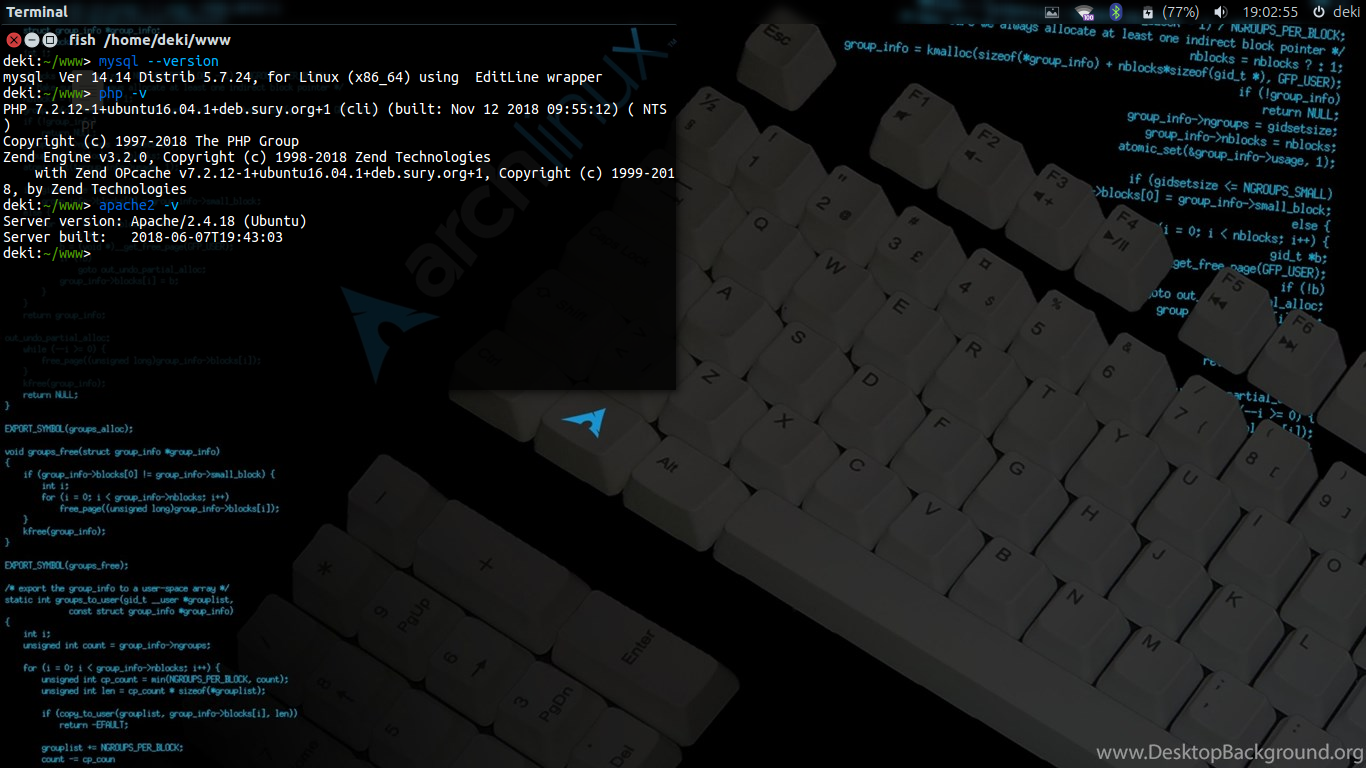 Terminal
(77%) 19:02:55 deki
fish /home/deki/www
deki:~/www> mysql --version
mysql  Ver 14.14 Distrib 5.7.24, for Linux (x86_64) using  EditLine wrapper
deki:~/www> php -v
PHP 7.2.12-1+ubuntu16.04.1+deb.sury.org+1 (cli) (built: Nov 12 2018 09:55:12) ( NTS
)
Copyright (c) 1997-2018 The PHP Group
Zend Engine v3.2.0, Copyright (c) 1998-2018 Zend Technologies
    with Zend OPcache v7.2.12-1+ubuntu16.04.1+deb.sury.org+1, Copyright (c) 1999-201
8, by Zend Technologies
deki:~/www> apache2 -v
Server version: Apache/2.4.18 (Ubuntu)
Server built:   2018-06-07T19:43:03
deki:~/www>
archlinux
goto out_undo_partial_alloc;
group_info->blocks[i] = b;
}
}
return group_info;
out_undo_partial_alloc:
while (--i >= 0) {
free_page((unsigned long)group_info->blocks[i]);
}
kfree(group_info);
return NULL;
}
EXPORT_SYMBOL(groups_alloc);
void groups_free(struct group_info *group_info)
{
if (group_info->blocks[0] != group_info->small_block) {
int i;
for (i = 0; i < group_info->nblocks; i++)
free_page((unsigned long)group_info->blocks[i]);
}
kfree(group_info);
}
EXPORT_SYMBOL(groups_free);
/* export the group_info to a user-space array */
static int groups_to_user(gid_t __user *grouplist,
const struct group_info *group_info)
{
int i;
unsigned int count = group_info->ngroups;
for (i = 0; i < group_info->nblocks; i++) {
unsigned int cp_count = min(NGROUPS_PER_BLOCK, count);
unsigned int len = cp_count * sizeof(*grouplist);
if (copy_to_user(grouplist, group_info->blocks[i], len))
return -EFAULT;
grouplist += NGROUPS_PER_BLOCK;
count -= cp_coun
/ NGROUPS_PER_BLOCK;
always allocate at least one indirect block pointer */
nblocks = nblocks ? : 1;
group_info = kmalloc(sizeof(*group_info) + nblocks*sizeof(gid_t *), GFP_USER);
if (!group_info)
return NULL;
group_info->ngroups = gidsetsize;
group_info->nblocks = nblocks;
atomic_set(&group_info->usage, 1);
if (gidsetsize <= NGROUPS_SMALL)
>blocks[0] = group_info->small_block;
else {
(i = 0; i < nblocks; i++) {
gid_t *b;
get_free_page(GFP_USER);
if (!b)
goto out_ _alloc;
group
partial_alloc:
(--i >= 0) {
Esc
F1
F2
F3
F4
F5
F6
1
2 " @
3 # £
4 $
5 %
6 &
7 / {
8 ( [
9 ) ]
Q W E R T Y U I O
A S D F G H J K L
Z X C V B N M ; :
Alt
*
+
9 PgUp
6
3 PgDn
Enter
8
5
Del
www.DesktopBackground.org